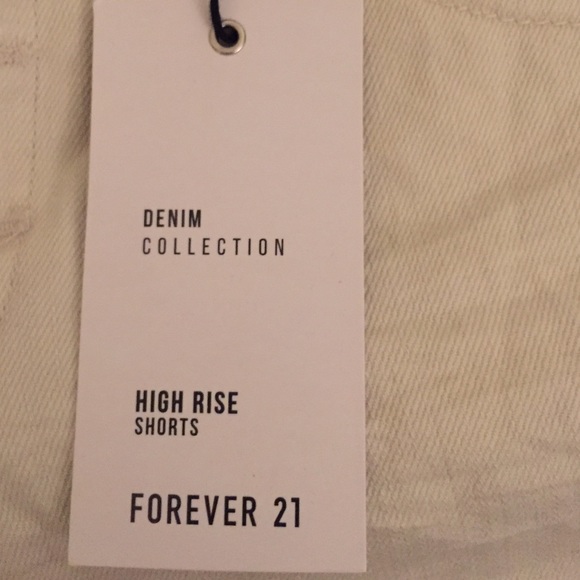 DENIM
COLLECTION
HIGH RISE
SHORTS
FOREVER 21